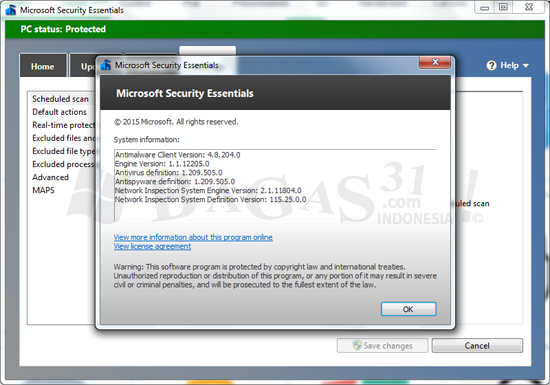 Microsoft Security Essentials
PC status: Protected
Home
Help
Scheduled scan
Default actions
Real-time protec
Excluded files and
Excluded file type
Excluded process
Advanced
MAPS
eduled scan
Microsoft Security Essentials
Microsoft Security Essentials
© 2015 Microsoft. All rights reserved.
System information:
Antimalware Client Version: 4.8.204.0
Engine Version: 1.1.12205.0
Antivirus definition: 1.209.505.0
Antispyware definition: 1.209.505.0
Network Inspection System Engine Version: 2.1.11804.0
Network Inspection System Definition Version: 115.25.0.0
View more information about this program online
View license agreement
Warning: This software program is protected by copyright law and international treaties.
Unauthorized reproduction or distribution of this program, or any portion of it may result in severe
civil or criminal penalties, and will be prosecuted to the fullest extent of the law.
OK
Save changes
Cancel
BAGAS31
.com
INDONESIA
©